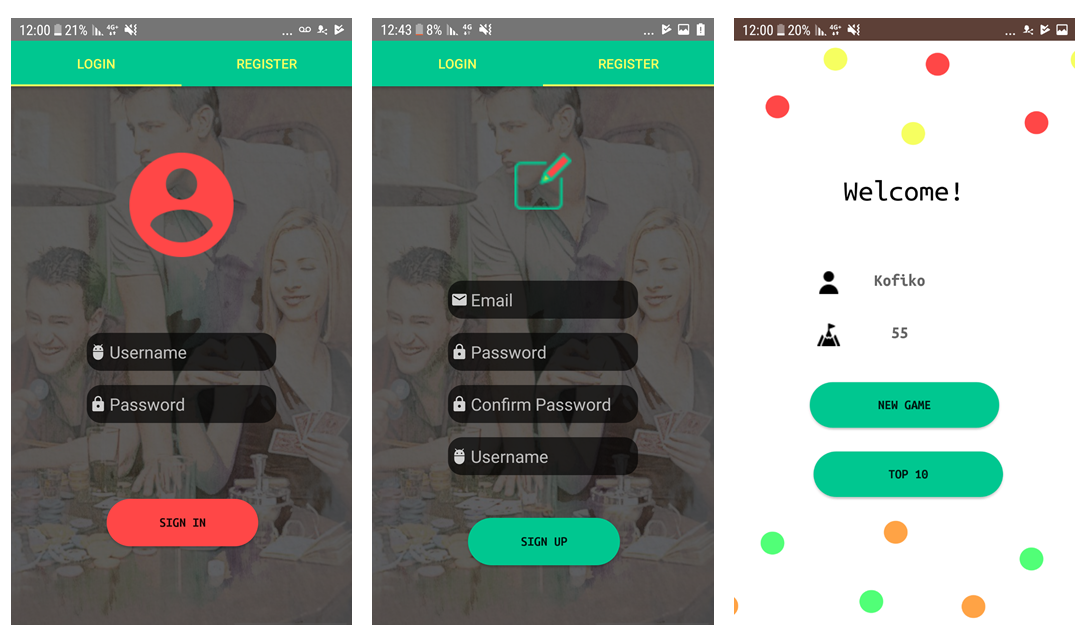 12:00 21% 4G+ ...
LOGIN REGISTER
Username
Password
SIGN IN
12:43 8% 4G ...
LOGIN REGISTER
Email
Password
Confirm Password
Username
SIGN UP
12:00 20% 4G+ ...
Welcome!
Kofiko
55
NEW GAME
TOP 10